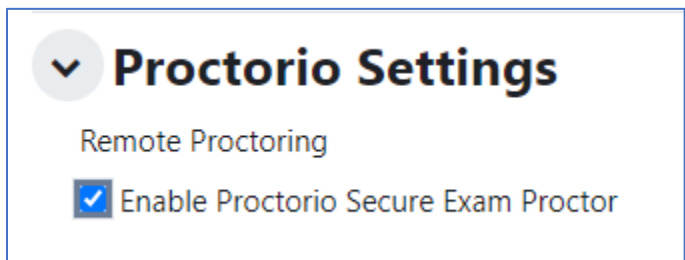 Proctorio Settings
Remote Proctoring
Enable Proctorio Secure Exam Proctor